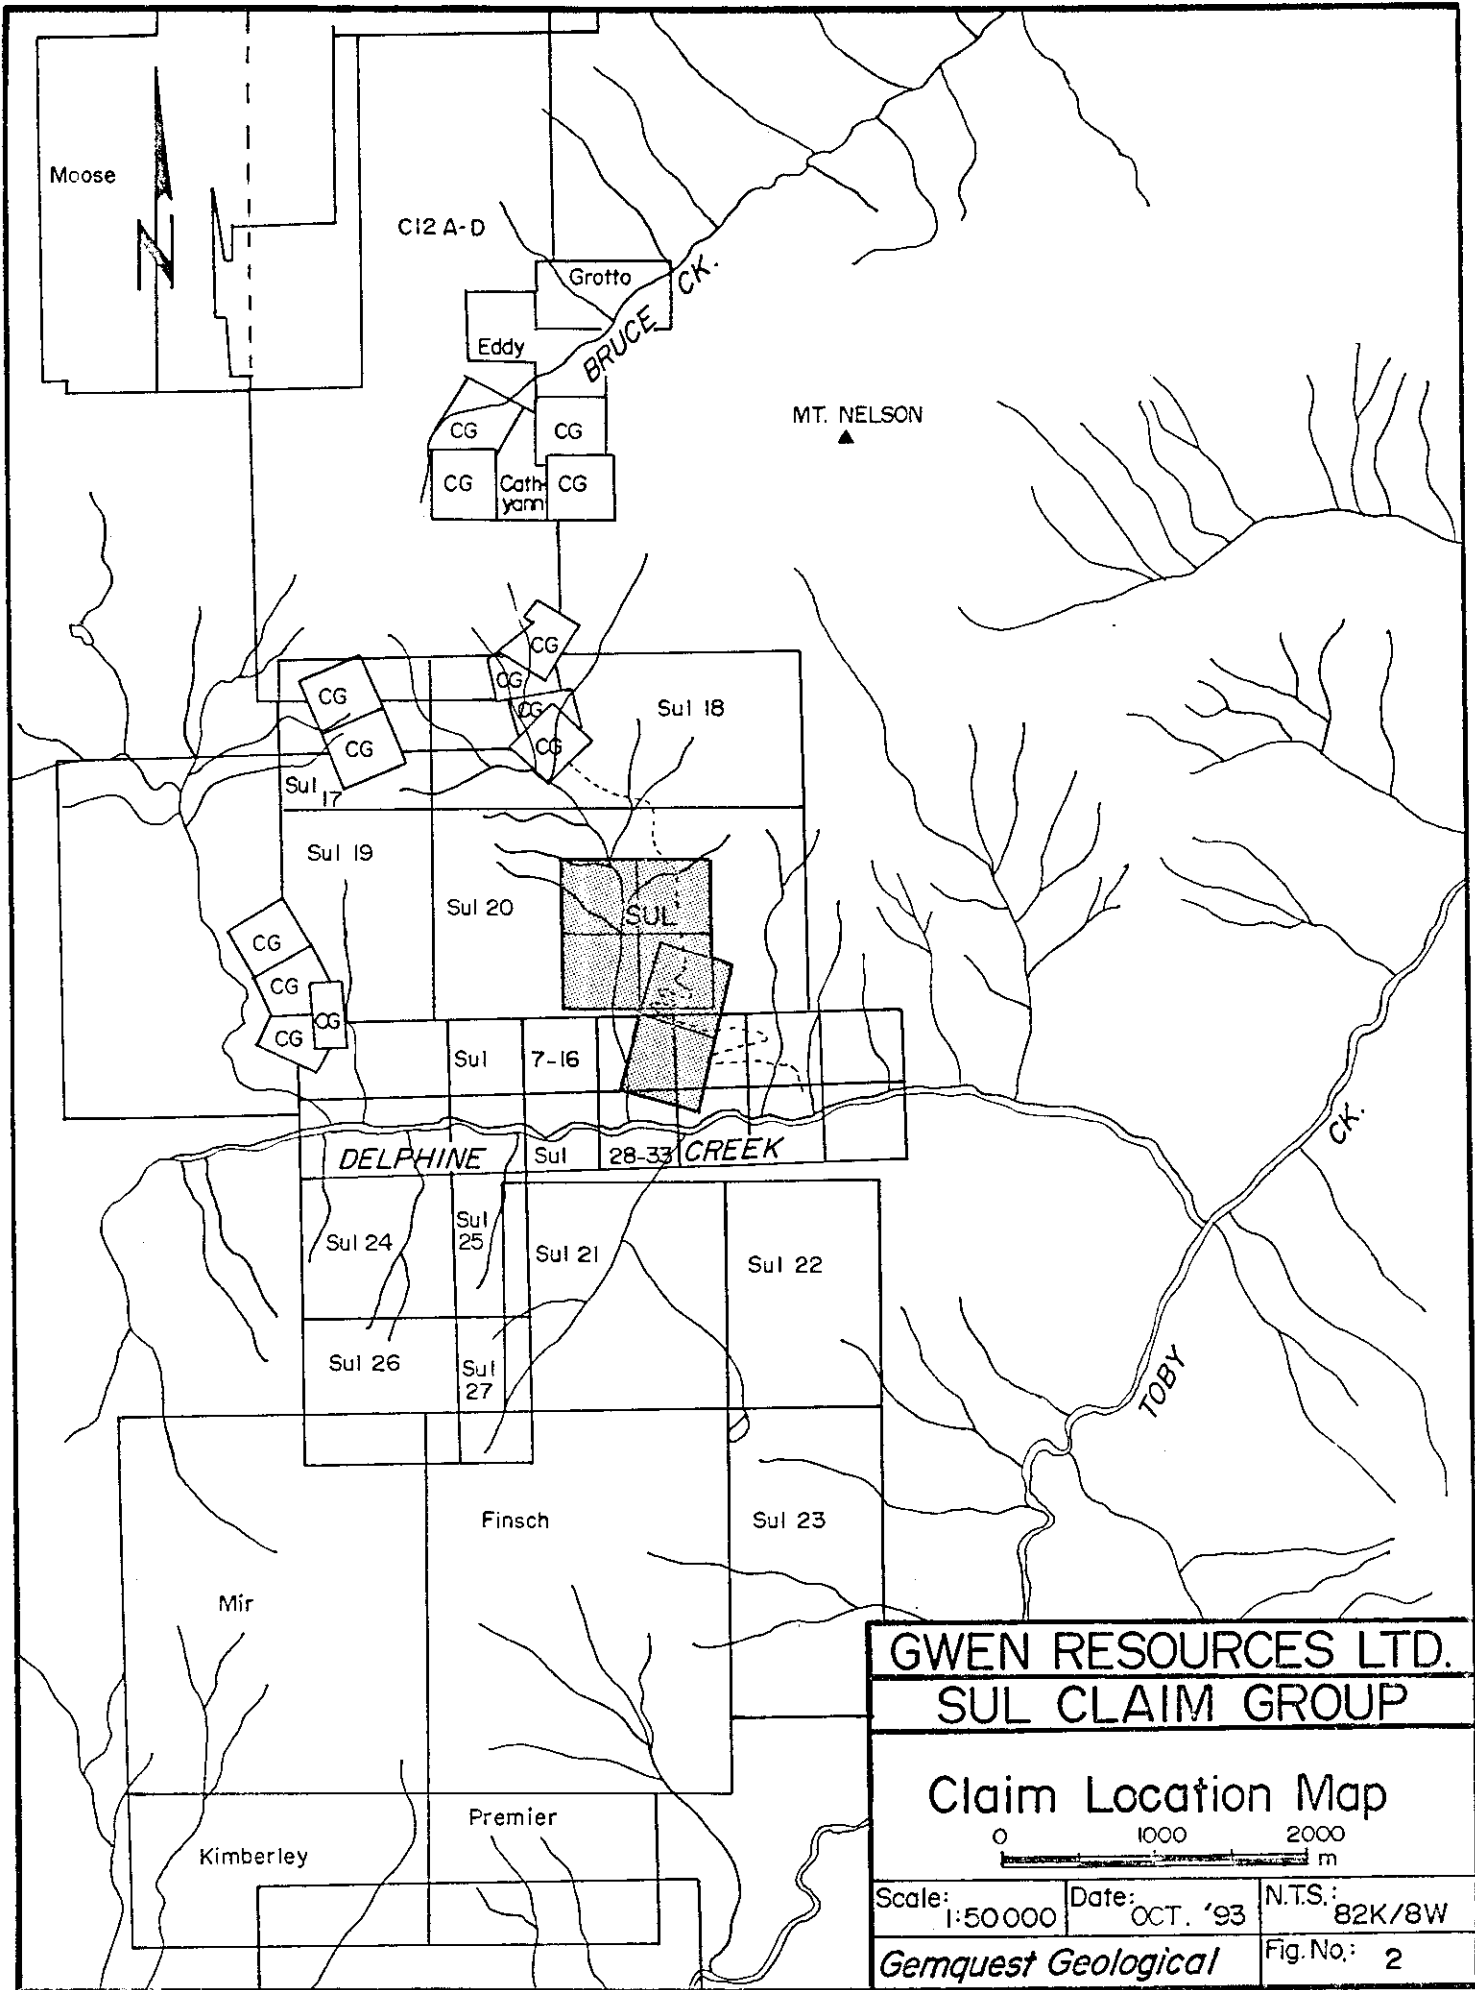 Moose
N
C12 A-D
Grotto
BRUCE CK.
Eddy
MT. NELSON
CG
CG
CG
Cath-
yann
CG
CG
CG
CG
CG
CG
CG
Sul 18
Sul
17
Sul 19
Sul 20
SUL
CG
CG
CG
CG
Sul
7-16
DELPHINE
Sul
28-33
CREEK
CK.
Sul 24
Sul
25
Sul 21
Sul 22
Sul 26
Sul
27
TOBY
Finsch
Sul 23
Mir
Premier
Kimberley
GWEN RESOURCES LTD.
SUL CLAIM GROUP
Claim Location Map
0 1000 2000
m
Scale:
1:50000
Date:
OCT. '93
N.T.S.:
82K/8W
Gemquest Geological
Fig. No.: 2